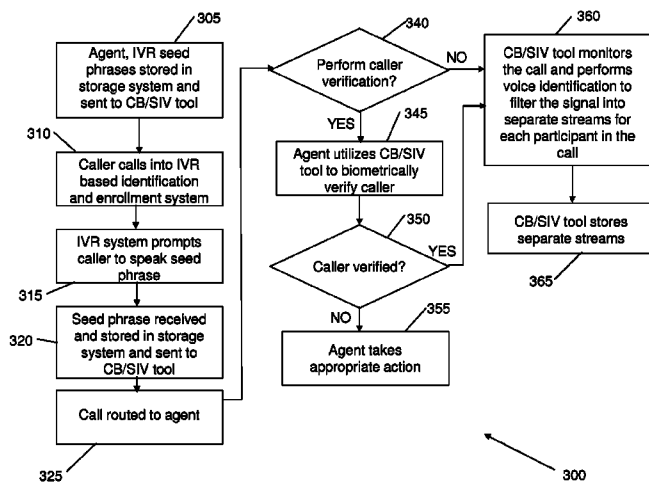 305
Agent, IVR seed
phrases stored in
storage system and
sent to CB/SIV tool
310
Caller calls into IVR
based identification
and enrollment system
IVR system prompts
caller to speak seed
phrase
315
320
Seed phrase received
and stored in storage
system and sent to
CB/SIV tool
Call routed to agent
325
340
Perform caller
verification?
NO
YES
345
Agent utilizes CB/SIV
tool to biometrically
verify caller
350
Caller verified?
YES
NO
355
Agent takes
appropriate action
360
CB/SIV tool monitors
the call and performs
voice identification to
filter the signal into
separate streams for
each participant in the
call
CB/SIV tool stores
separate streams
365
300